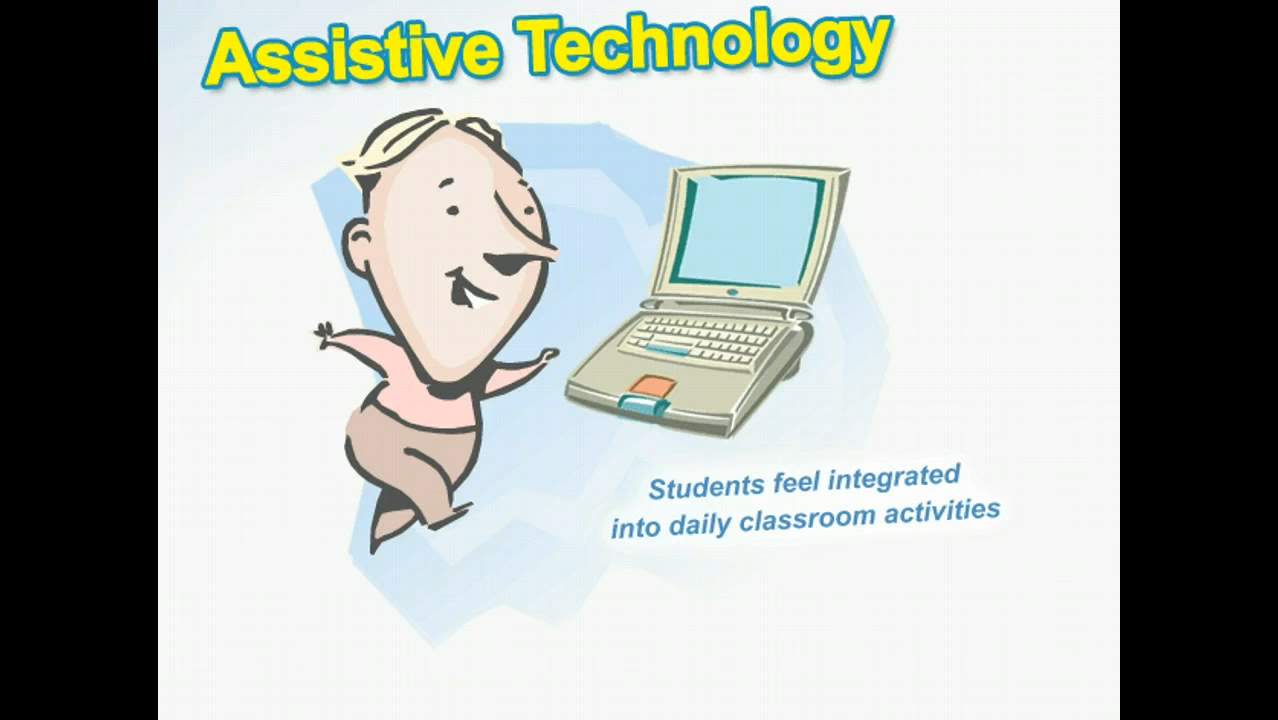 Assistive Technology
Students feel integrated
into daily classroom activities